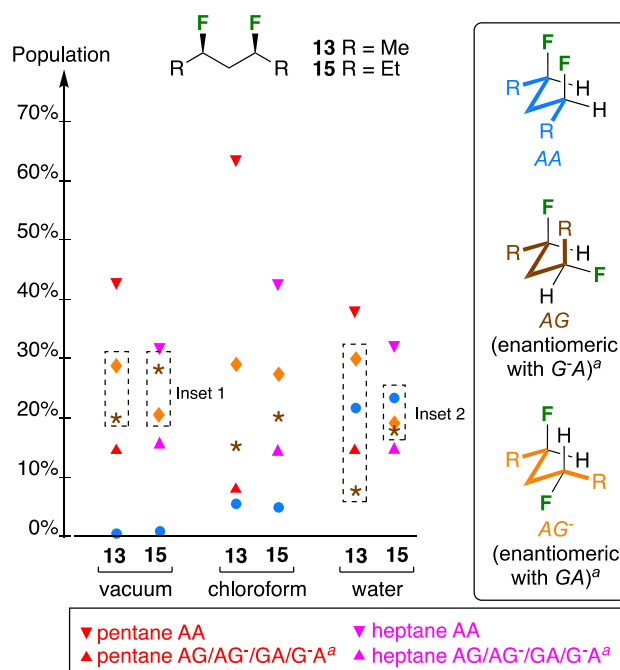 F F
R R
13 R = Me
15 R = Et
Population
70%
60%
50%
40%
30%
20%
10%
0%
* * Inset 1
* *
* * Inset 2
13 15 13 15 13 15
vacuum chloroform water
F
F
R H
H
R
AA
F
R
R H
F
H
AG
(enantiomeric
with G⁻A)ᵃ
F H
R H
R
F
AG⁻
(enantiomeric
with GA)ᵃ
▼ pentane AA ▼ heptane AA
▲ pentane AG/AG⁻/GA/G⁻Aᵃ ▲ heptane AG/AG⁻/GA/G⁻Aᵃ